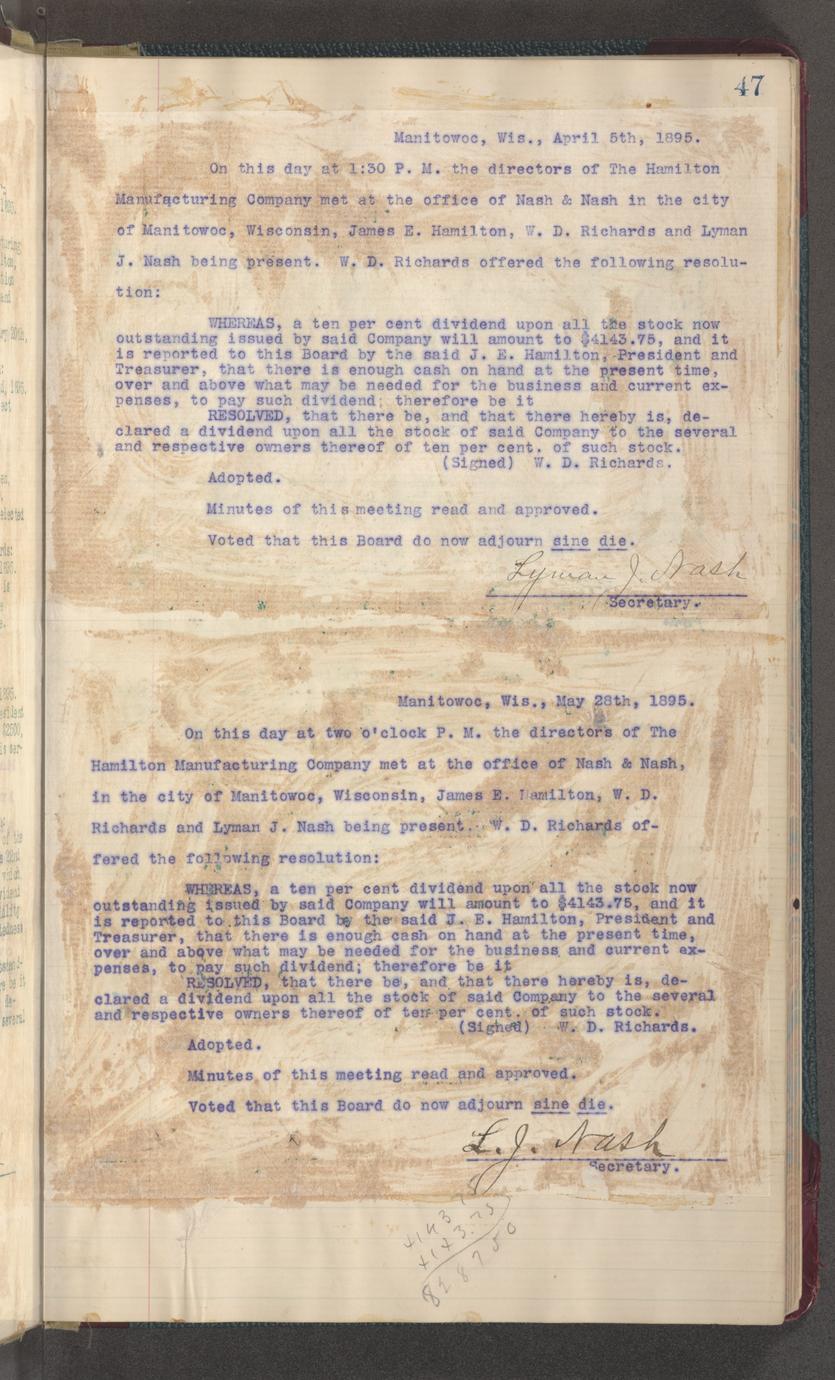 47
Manitowoc, Wis., April 5th, 1895.
On this day at 1:30 P. M. the directors of The Hamilton
Manufacturing Company met at the office of Nash & Nash in the city
of Manitowoc, Wisconsin, James E. Hamilton, W. D. Richards and Lyman
J. Nash being present. W. D. Richards offered the following resolu-
tion:
WHEREAS, a ten per cent dividend upon all the stock now
outstanding issued by said Company will amount to $4143.75, and it
is reported to this Board by the said J. E. Hamilton, President and
Treasurer, that there is enough cash on hand at the present time,
over and above what may be needed for the business and current ex-
penses, to pay such dividend; therefore be it
RESOLVED, that there be, and that there hereby is, de-
clared a dividend upon all the stock of said Company to the several
and respective owners thereof of ten per cent. of such stock.
(Signed) W. D. Richards.
Adopted.
Minutes of this meeting read and approved.
Voted that this Board do now adjourn sine die.
Lyman J. Nash
Secretary.
Manitowoc, Wis., May 28th, 1895.
On this day at two o'clock P. M. the directors of The
Hamilton Manufacturing Company met at the office of Nash & Nash,
in the city of Manitowoc, Wisconsin, James E. Hamilton, W. D.
Richards and Lyman J. Nash being present. W. D. Richards of-
fered the following resolution:
WHEREAS, a ten per cent dividend upon all the stock now
outstanding issued by said Company will amount to $4143.75, and it
is reported to this Board by the said J. E. Hamilton, President and
Treasurer, that there is enough cash on hand at the present time,
over and above what may be needed for the business and current ex-
penses, to pay such dividend; therefore be it
RESOLVED, that there be, and that there hereby is, de-
clared a dividend upon all the stock of said Company to the several
and respective owners thereof of ten per cent. of such stock.
(Signed) W. D. Richards.
Adopted.
Minutes of this meeting read and approved.
Voted that this Board do now adjourn sine die.
L. J. Nash
Secretary.
4143.75
828750